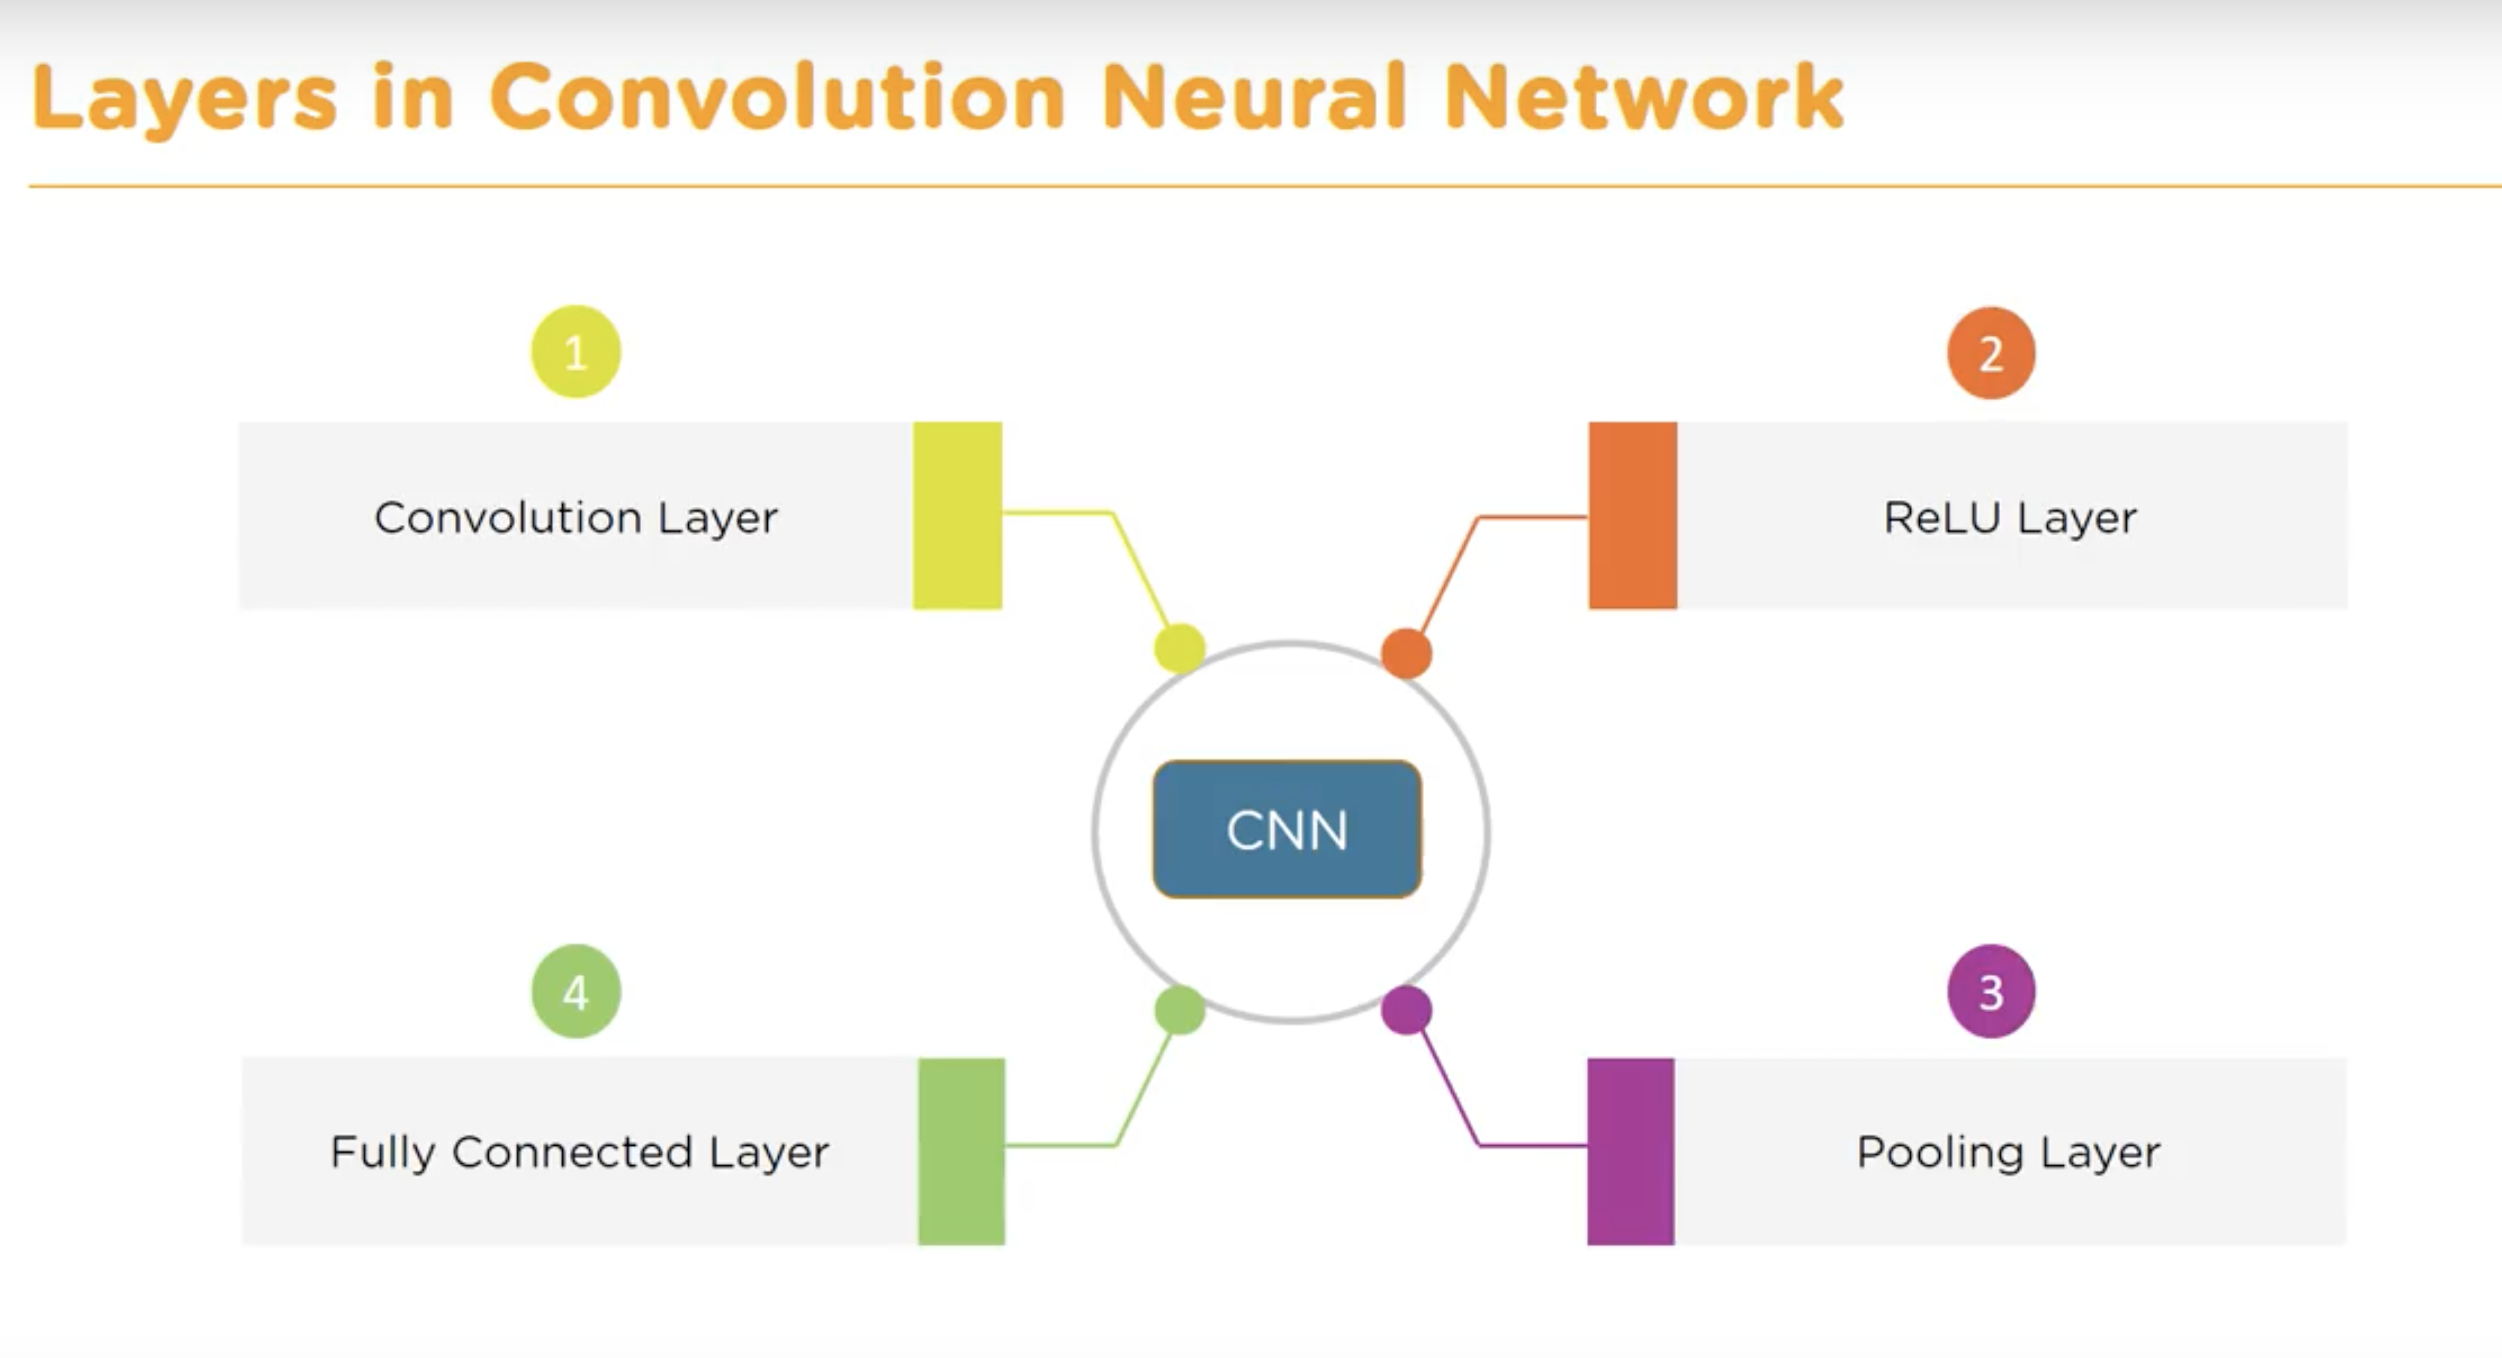 Layers in Convolution Neural Network
1
Convolution Layer
2
ReLU Layer
CNN
4
Fully Connected Layer
3
Pooling Layer